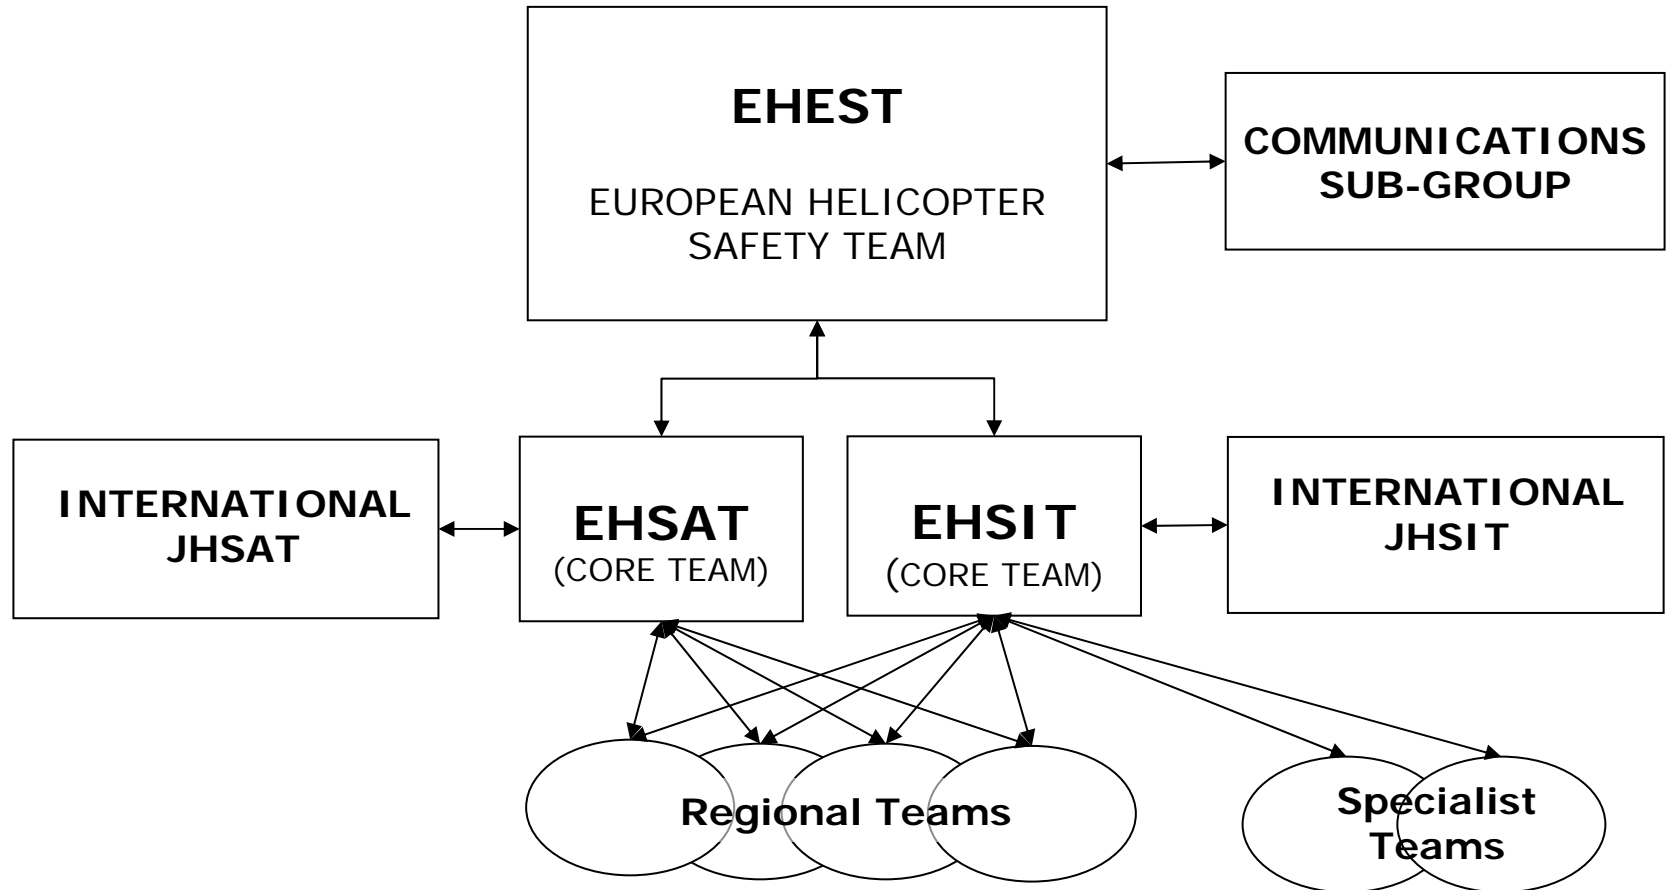 EHEST
EUROPEAN HELICOPTER
SAFETY TEAM
COMMUNICATIONS
SUB-GROUP
INTERNATIONAL
JHSAT
EHSAT
(CORE TEAM)
EHSIT
(CORE TEAM)
INTERNATIONAL
JHSIT
Regional Teams
Specialist
Teams